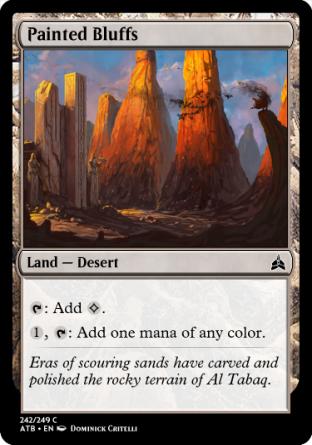 Painted Bluffs
Land — Desert
: Add .
1, : Add one mana of any color.
Eras of scouring sands have carved and
polished the rocky terrain of Al Tabaq.
242/249 C
ATB • EN DOMINICK CRITELLI